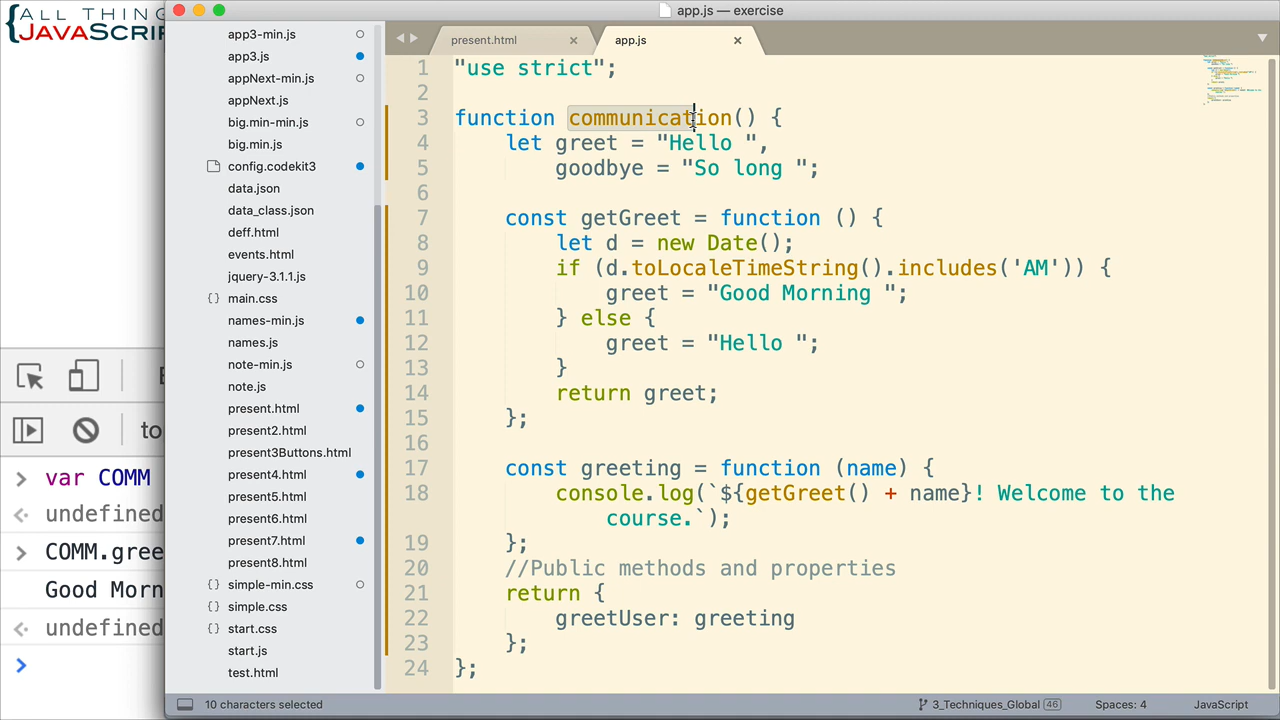 {ALL THIN
JAVASCRI
app.js — exercise
app3-min.js
app3.js
appNext-min.js
appNext.js
big.min-min.js
big.min.js
config.codekit3
data.json
data_class.json
deff.html
events.html
jquery-3.1.1.js
main.css
names-min.js
names.js
note-min.js
note.js
present.html
present2.html
present3Buttons.html
present4.html
present5.html
present6.html
present7.html
present8.html
simple-min.css
simple.css
start.css
start.js
test.html
present.html
app.js
1 "use strict";
2
3 function communication() {
4 let greet = "Hello ",
5 goodbye = "So long ";
6
7 const getGreet = function () {
8 let d = new Date();
9 if (d.toLocaleTimeString().includes('AM')) {
10 greet = "Good Morning ";
11 } else {
12 greet = "Hello ";
13 }
14 return greet;
15 };
16
17 const greeting = function (name) {
18 console.log(`${getGreet() + name}! Welcome to the
course.`);
19 };
20 //Public methods and properties
21 return {
22 greetUser: greeting
23 };
24 };
to
> var COMM
undefined
> COMM.gree
Good Morn
undefined
>
10 characters selected
3_Techniques_Global 46
Spaces: 4
JavaScript